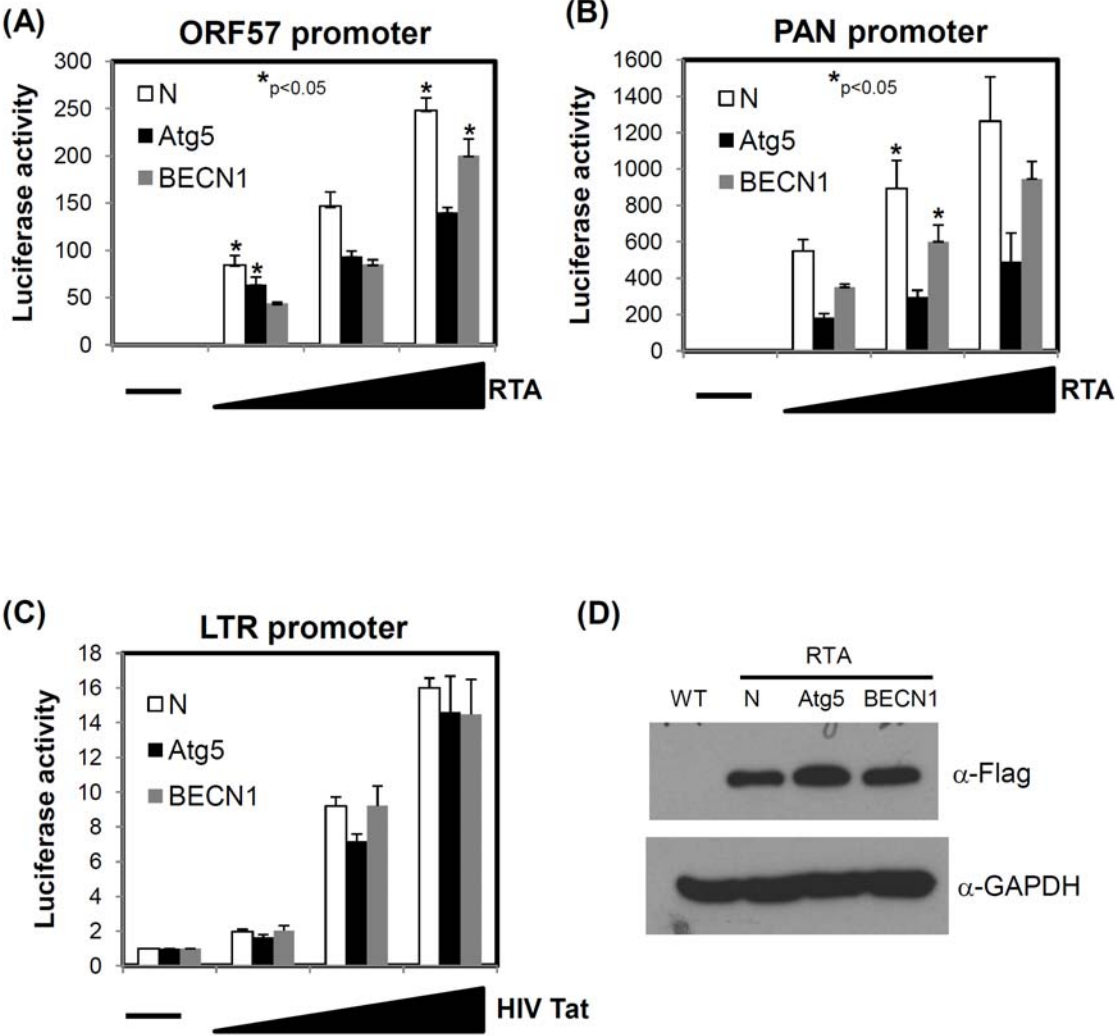 (A)
ORF57 promoter
Luciferase activity
300
250
200
150
100
50
0
*p<0.05
N
Atg5
BECN1
*
*
*
*
RTA
(B)
PAN promoter
Luciferase activity
1600
1400
1200
1000
800
600
400
200
0
*p<0.05
N
Atg5
BECN1
*
*
RTA
(C)
LTR promoter
Luciferase activity
18
16
14
12
10
8
6
4
2
0
N
Atg5
BECN1
HIV Tat
(D)
RTA
WT N Atg5 BECN1
α-Flag
α-GAPDH